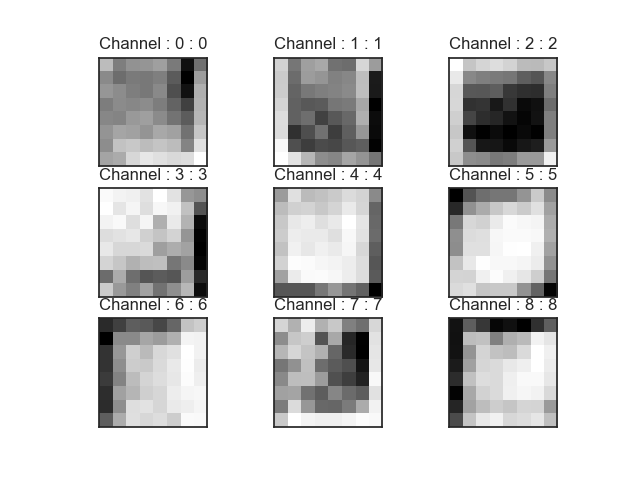 Channel : 0 : 0
Channel : 1 : 1
Channel : 2 : 2
Channel : 3 : 3
Channel : 4 : 4
Channel : 5 : 5
Channel : 6 : 6
Channel : 7 : 7
Channel : 8 : 8